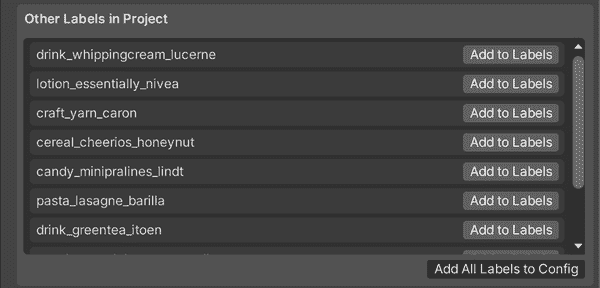 Other Labels in Project
drink_whippingcream_lucerne Add to Labels
lotion_essentially_nivea Add to Labels
craft_yarn_caron Add to Labels
cereal_cheerios_honeynut Add to Labels
candy_minipralines_lindt Add to Labels
pasta_lasagne_barilla Add to Labels
drink_greentea_itoen Add to Labels
Add All Labels to Config